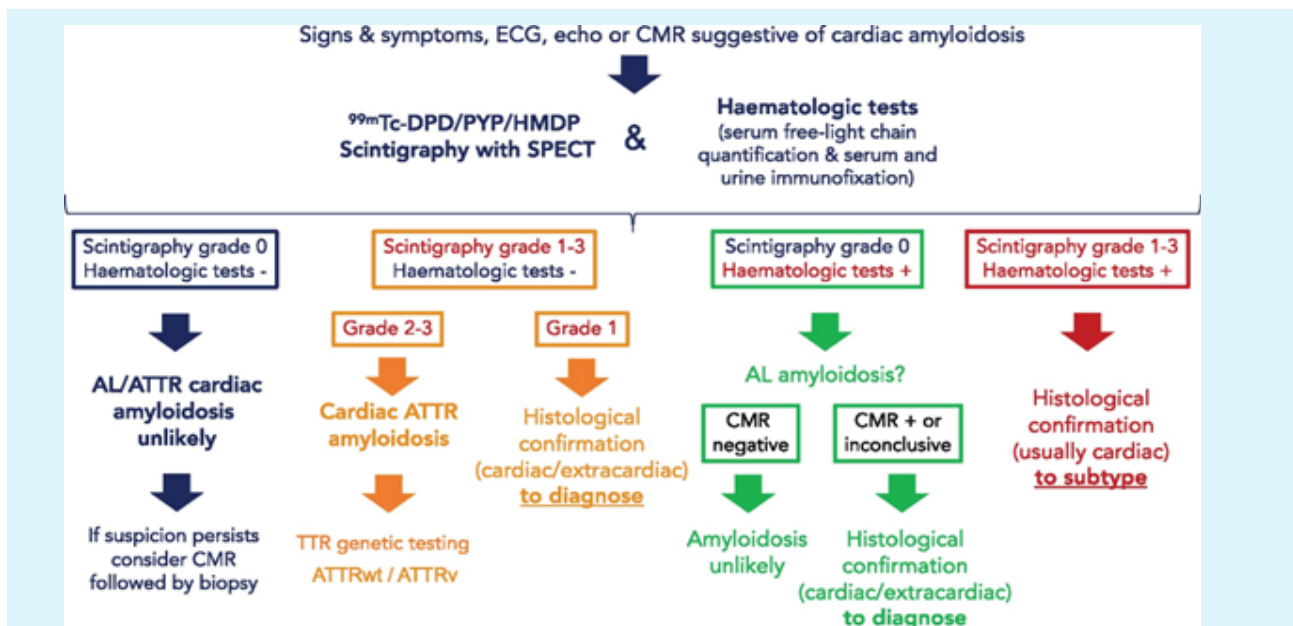 Signs & symptoms, ECG, echo or CMR suggestive of cardiac amyloidosis
99mTc-DPD/PYP/HMDP
Scintigraphy with SPECT
&
Haematologic tests
(serum free-light chain
quantification & serum and
urine immunofixation)
Scintigraphy grade 0
Haematologic tests -
AL/ATTR cardiac
amyloidosis
unlikely
If suspicion persists
consider CMR
followed by biopsy
Scintigraphy grade 1-3
Haematologic tests -
Grade 2-3
Cardiac ATTR
amyloidosis
TTR genetic testing
ATTRwt / ATTRv
Grade 1
Histological
confirmation
(cardiac/extracardiac)
to diagnose
Scintigraphy grade 0
Haematologic tests +
AL amyloidosis?
CMR
negative
Amyloidosis
unlikely
CMR + or
inconclusive
Histological
confirmation
(cardiac/extracardiac)
to diagnose
Scintigraphy grade 1-3
Haematologic tests +
Histological
confirmation
(usually cardiac)
to subtype